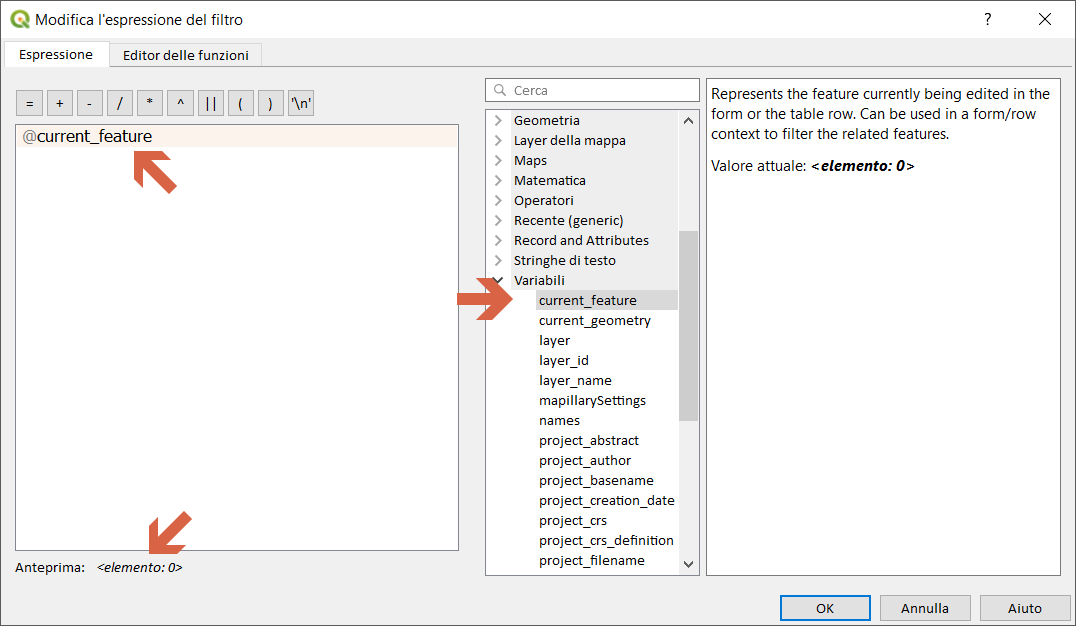 Modifica l'espressione del filtro
?
Espressione
Editor delle funzioni
= + - / * ^ || ( ) '\n'
@current_feature
Anteprima: <elemento: 0>
Cerca
Geometria
Layer della mappa
Maps
Matematica
Operatori
Recente (generic)
Record and Attributes
Stringhe di testo
Variabili
current_feature
current_geometry
layer
layer_id
layer_name
mapillarySettings
names
project_abstract
project_author
project_basename
project_creation_date
project_crs
project_crs_definition
project_filename
Represents the feature currently being edited in the
form or the table row. Can be used in a form/row
context to filter the related features.
Valore attuale: <elemento: 0>
OK
Annulla
Aiuto